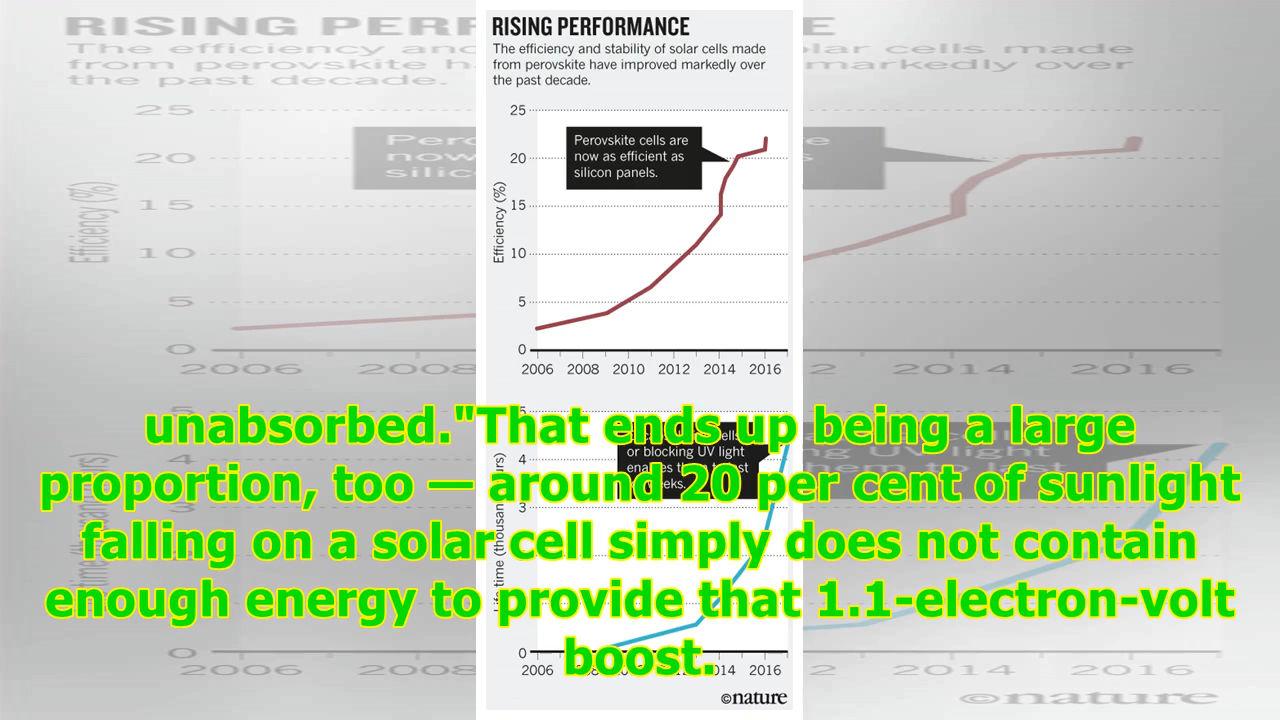 RISING PERFORMANCE
The efficiency and stability of solar cells made
from perovskite have improved markedly over
the past decade.
25
20
15
10
5
0
Efficiency (%)
Perovskite cells are
now as efficient as
silicon panels.
2006 2008 2010 2012 2014 2016
unabsorbed."That ends up being a large
proportion, too — around 20 per cent of sunlight
falling on a solar cell simply does not contain
enough energy to provide that 1.1-electron-volt
boost.
5
4
3
0
or blocking UV light
2006
2014 2016
©nature